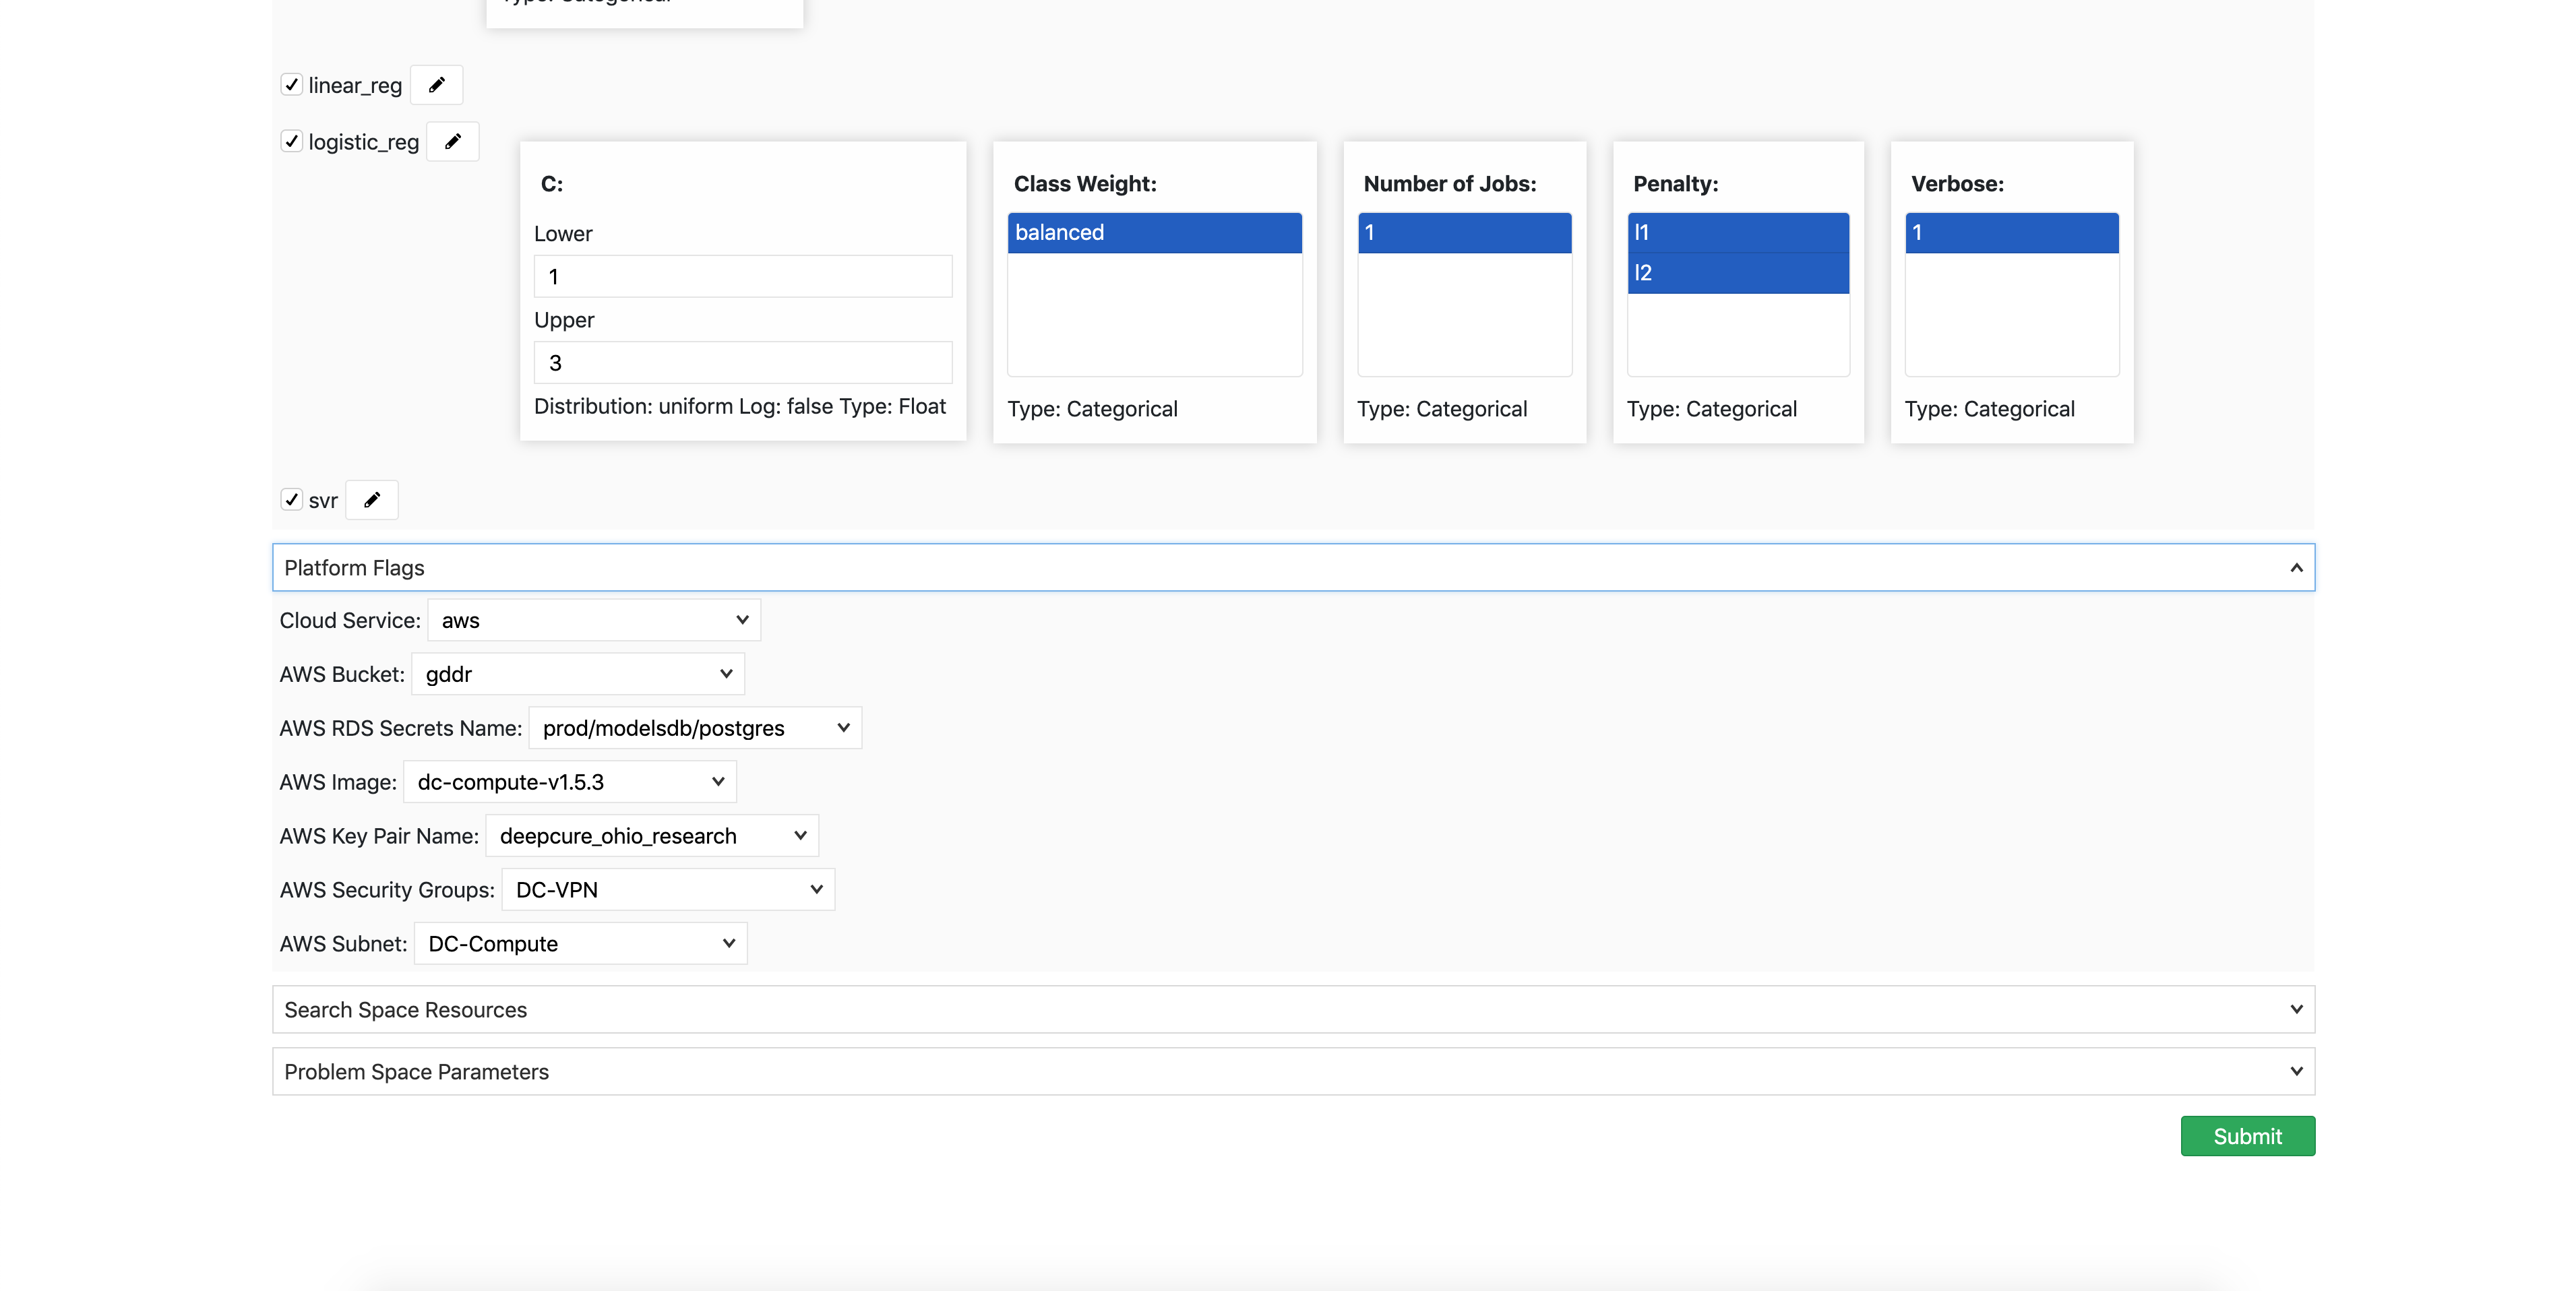 Type: Categorical
linear_reg
logistic_reg
C:
Lower
1
Upper
3
Distribution: uniform Log: false Type: Float
Class Weight:
balanced
Type: Categorical
Number of Jobs:
1
Type: Categorical
Penalty:
l1
l2
Type: Categorical
Verbose:
1
Type: Categorical
svr
Platform Flags
Cloud Service: aws
AWS Bucket: gddr
AWS RDS Secrets Name: prod/modelsdb/postgres
AWS Image: dc-compute-v1.5.3
AWS Key Pair Name: deepcure_ohio_research
AWS Security Groups: DC-VPN
AWS Subnet: DC-Compute
Search Space Resources
Problem Space Parameters
Submit